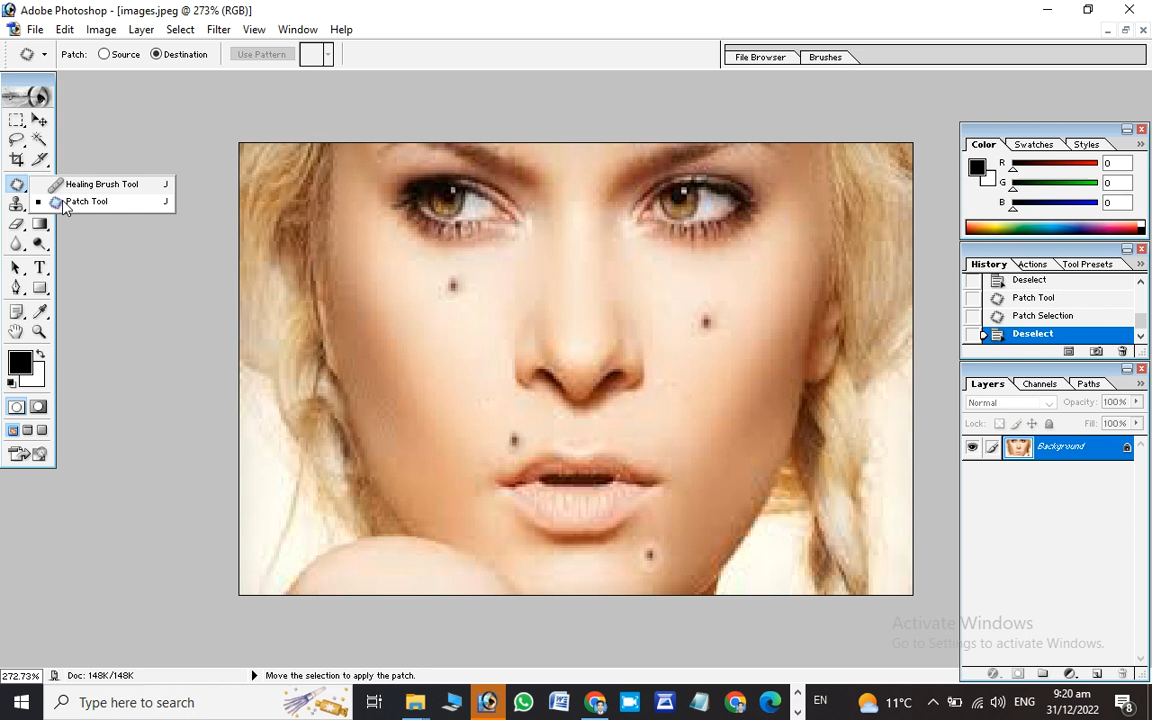 Adobe Photoshop - [images.jpeg @ 273% (RGB)]
File Edit Image Layer Select Filter View Window Help
Patch: Source Destination Use Pattern
File Browser Brushes
Healing Brush Tool J
Patch Tool J
T
Color Swatches Styles
R 0
G 0
B 0
History Actions Tool Presets
Deselect
Patch Tool
Patch Selection
Deselect
Layers Channels Paths
Normal Opacity: 100%
Lock: Fill: 100%
Background
Activate Windows
Go to Settings to activate Windows.
272.73% Doc: 148K/148K Move the selection to apply the patch.
Type here to search
EN
11°C
ENG
9:20 am
31/12/2022
8